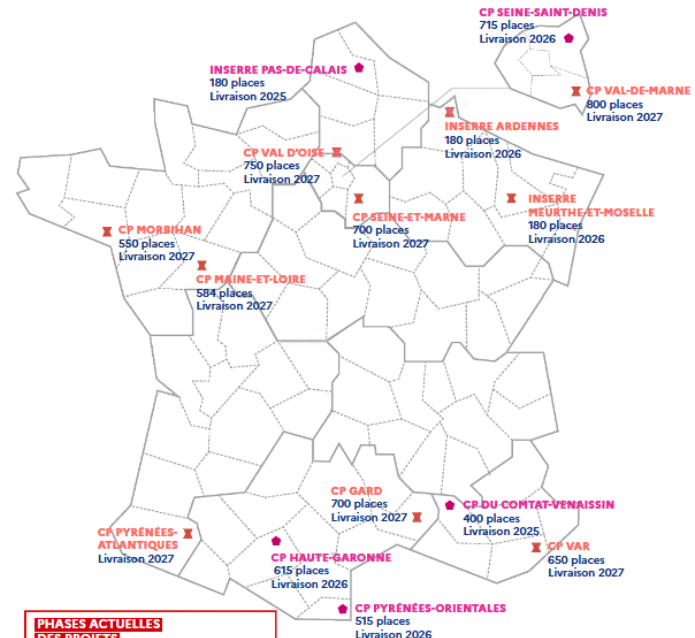 CP SEINE-SAINT-DENIS
715 places
Livraison 2026
INSERRE PAS-DE-CALAIS
180 places
Livraison 2025
CP VAL-DE-MARNE
800 places
Livraison 2027
INSERRE ARDENNES
180 places
Livraison 2026
CP VAL D'OISE
750 places
Livraison 2027
INSERRE
MEURTHE-ET-MOSELLE
180 places
Livraison 2026
CP SEINE-ET-MARNE
700 places
Livraison 2027
CP MORBIHAN
550 places
Livraison 2027
CP MAINE-ET-LOIRE
584 places
Livraison 2027
CP GARD
700 places
Livraison 2027
CP DU COMTAT-VENAISSIN
400 places
Livraison 2025
CP PYRÉNÉES-
ATLANTIQUES
Livraison 2027
CP VAR
650 places
Livraison 2027
CP HAUTE-GARONNE
615 places
Livraison 2026
CP PYRÉNÉES-ORIENTALES
515 places
Livraison 2026
PHASES ACTUELLES
DES PROJETS